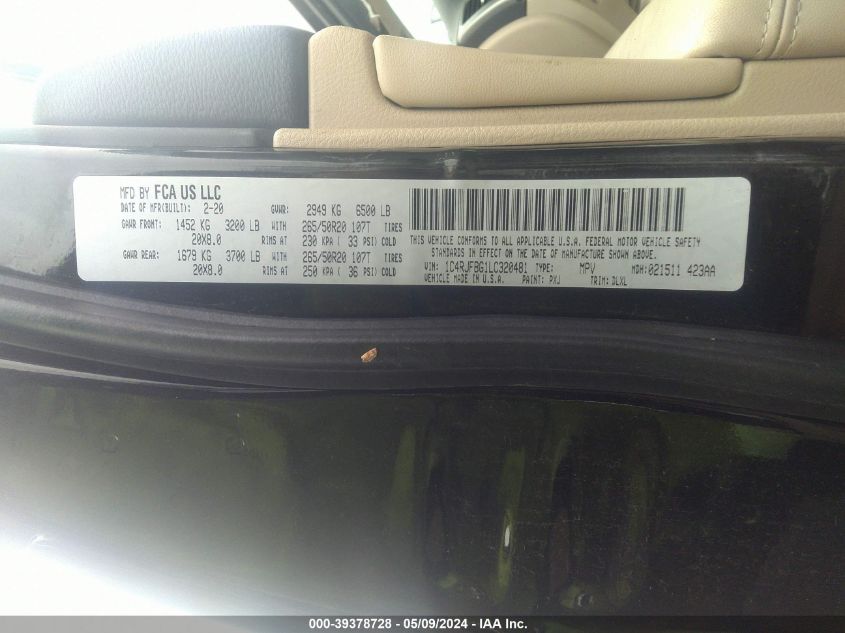 MFD BY FCA US LLC
DATE OF MFR(BUILT): 2-20 GVWR: 2949 KG 6500 LB
GAWR FRONT: 1452 KG 3200 LB WITH 265/50R20 107T TIRES
20X8.0 RIMS AT 230 KPA ( 33 PSI) COLD
GAWR REAR: 1679 KG 3700 LB WITH 265/50R20 107T TIRES
20X8.0 RIMS AT 250 KPA ( 36 PSI) COLD
THIS VEHICLE CONFORMS TO ALL APPLICABLE U.S.A. FEDERAL MOTOR VEHICLE SAFETY
STANDARDS IN EFFECT ON THE DATE OF MANUFACTURE SHOWN ABOVE.
VIN: 1C4RJFBG1LC320481 TYPE: MPV MDH:021511 423AA
VEHICLE MADE IN U.S.A. PAINT: PXJ TRIM:DLXL
000-39378728 - 05/09/2024 - IAA Inc.